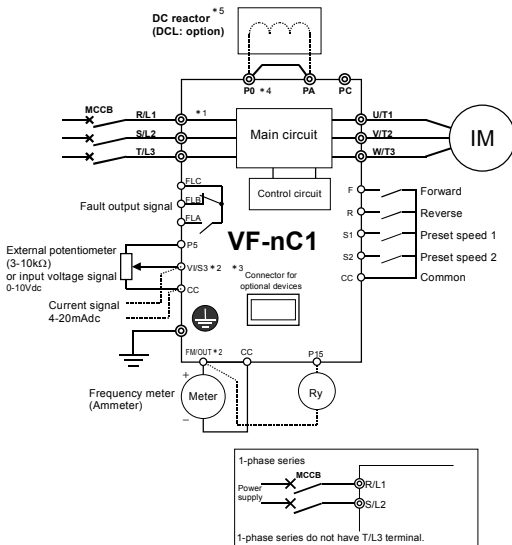 DC reactor *5
(DCL: option)
P0 *4 PA PC
MCCB
R/L1 *1
S/L2
T/L3
Main circuit
U/T1
V/T2
W/T3
IM
Control circuit
FLC
FLB
FLA
Fault output signal
VF-nC1
F Forward
R Reverse
S1 Preset speed 1
S2 Preset speed 2
CC Common
P5
External potentiometer
(3-10kΩ)
or input voltage signal
0-10Vdc
VI/S3 *2 *3
CC
Connector for
optional devices
Current signal
4-20mAdc
FM/OUT *2 CC P15
+
Frequency meter
(Ammeter)
Meter
Ry
−
1-phase series
MCCB
Power
supply
R/L1
S/L2
1-phase series do not have T/L3 terminal.